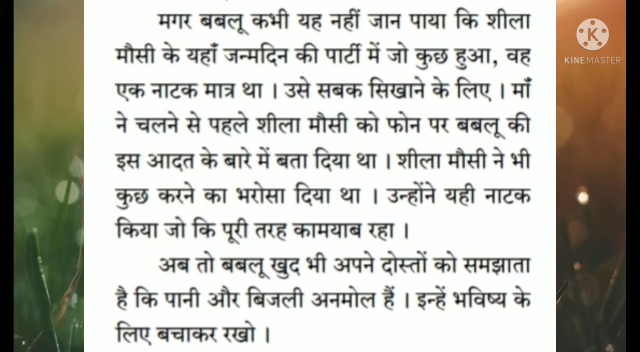 मगर बबलू कभी यह नहीं जान पाया कि शीला
मौसी के यहाँ जन्मदिन की पार्टी में जो कुछ हुआ, वह
एक नाटक मात्र था । उसे सबक सिखाने के लिए । माँ
ने चलने से पहले शीला मौसी को फोन पर बबलू की
इस आदत के बारे में बता दिया था । शीला मौसी ने भी
कुछ करने का भरोसा दिया था । उन्होंने यही नाटक
किया जो कि पूरी तरह कामयाब रहा ।
अब तो बबलू खुद भी अपने दोस्तों को समझाता
है कि पानी और बिजली अनमोल हैं । इन्हें भविष्य के
लिए बचाकर रखो ।
KINEMASTER